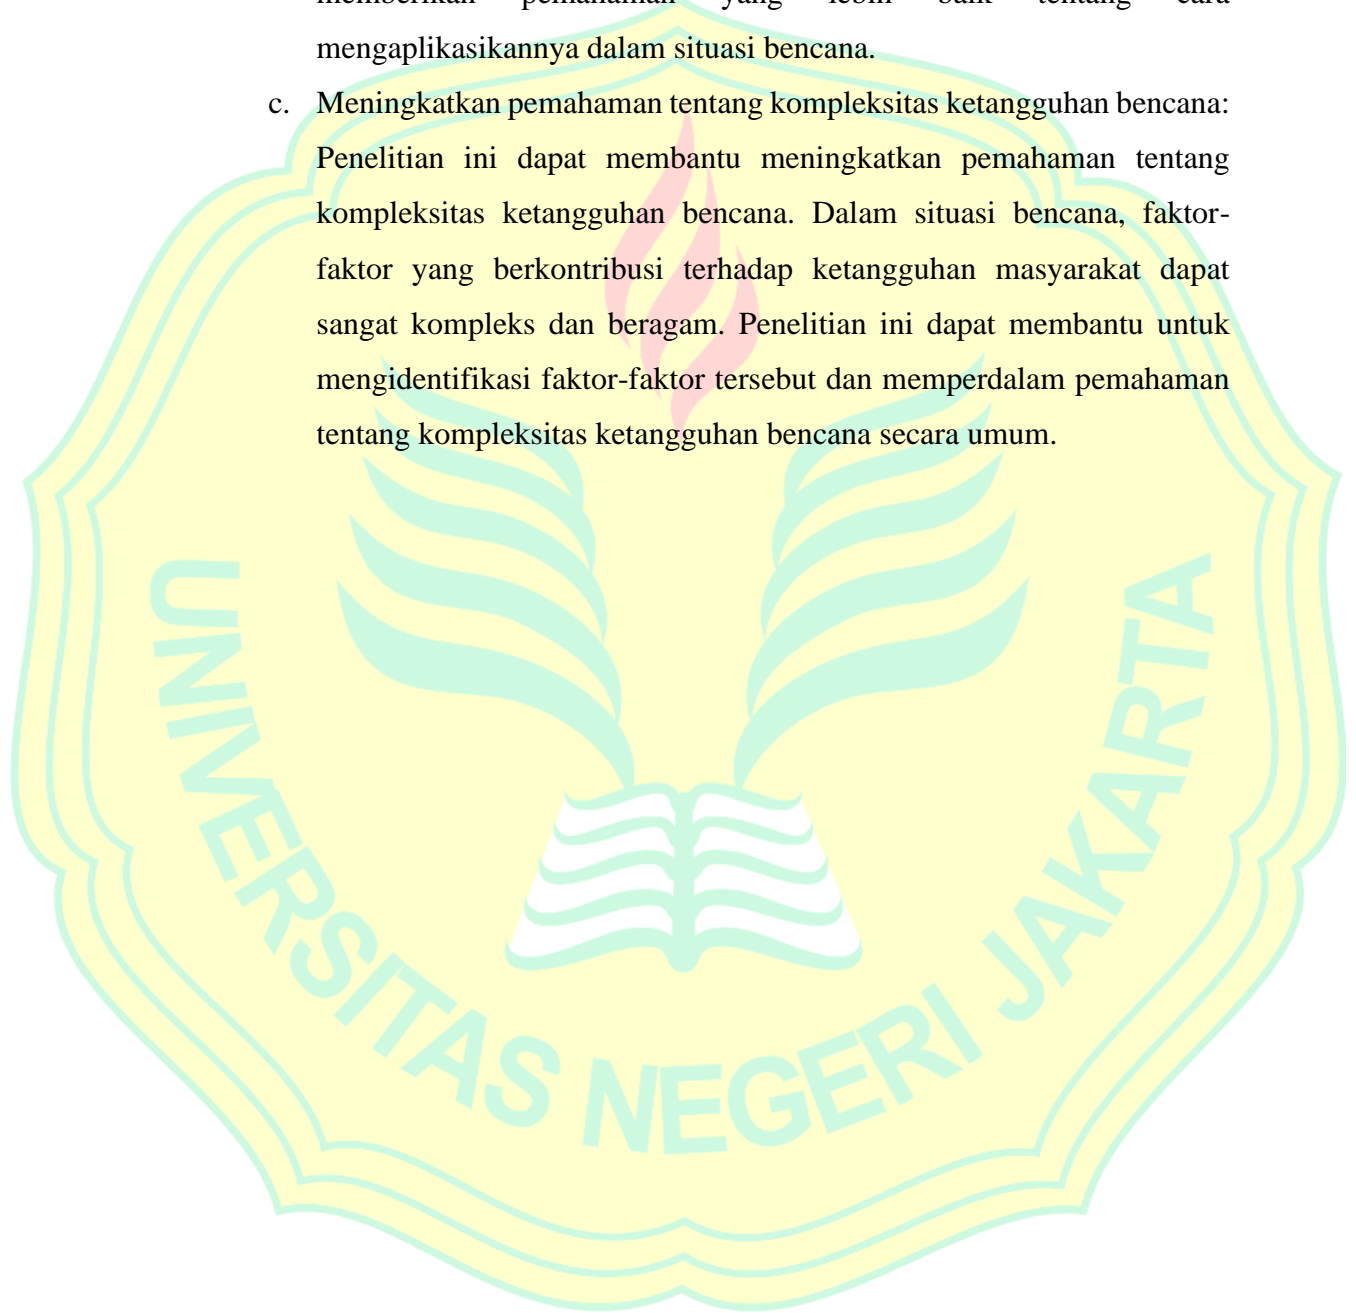 memberikan pemahaman yang lebih baik tentang cara
mengaplikasikannya dalam situasi bencana.
c. Meningkatkan pemahaman tentang kompleksitas ketangguhan bencana:
Penelitian ini dapat membantu meningkatkan pemahaman tentang
kompleksitas ketangguhan bencana. Dalam situasi bencana, faktor-
faktor yang berkontribusi terhadap ketangguhan masyarakat dapat
sangat kompleks dan beragam. Penelitian ini dapat membantu untuk
mengidentifikasi faktor-faktor tersebut dan memperdalam pemahaman
tentang kompleksitas ketangguhan bencana secara umum.
UNIVERSITAS NEGERI JAKARTA